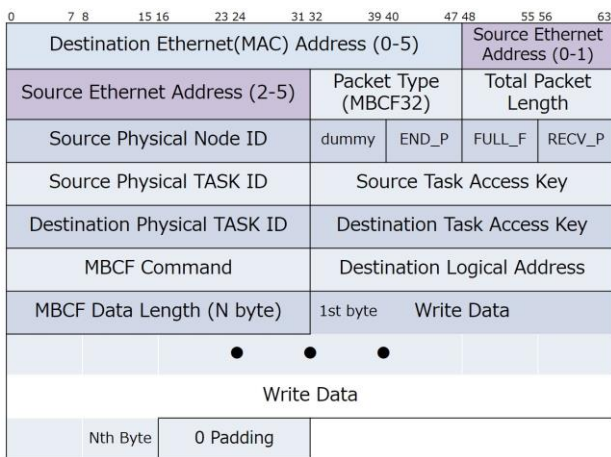 0 7 8 15 16 23 24 31 32 39 40 47 48 55 56 63
Destination Ethernet(MAC) Address (0-5)
Source Ethernet
Address (0-1)
Source Ethernet Address (2-5)
Packet Type
(MBCF32)
Total Packet
Length
Source Physical Node ID
dummy
END_P
FULL_F
RECV_P
Source Physical TASK ID
Source Task Access Key
Destination Physical TASK ID
Destination Task Access Key
MBCF Command
Destination Logical Address
MBCF Data Length (N byte)
1st byte
Write Data
Write Data
Nth Byte
0 Padding